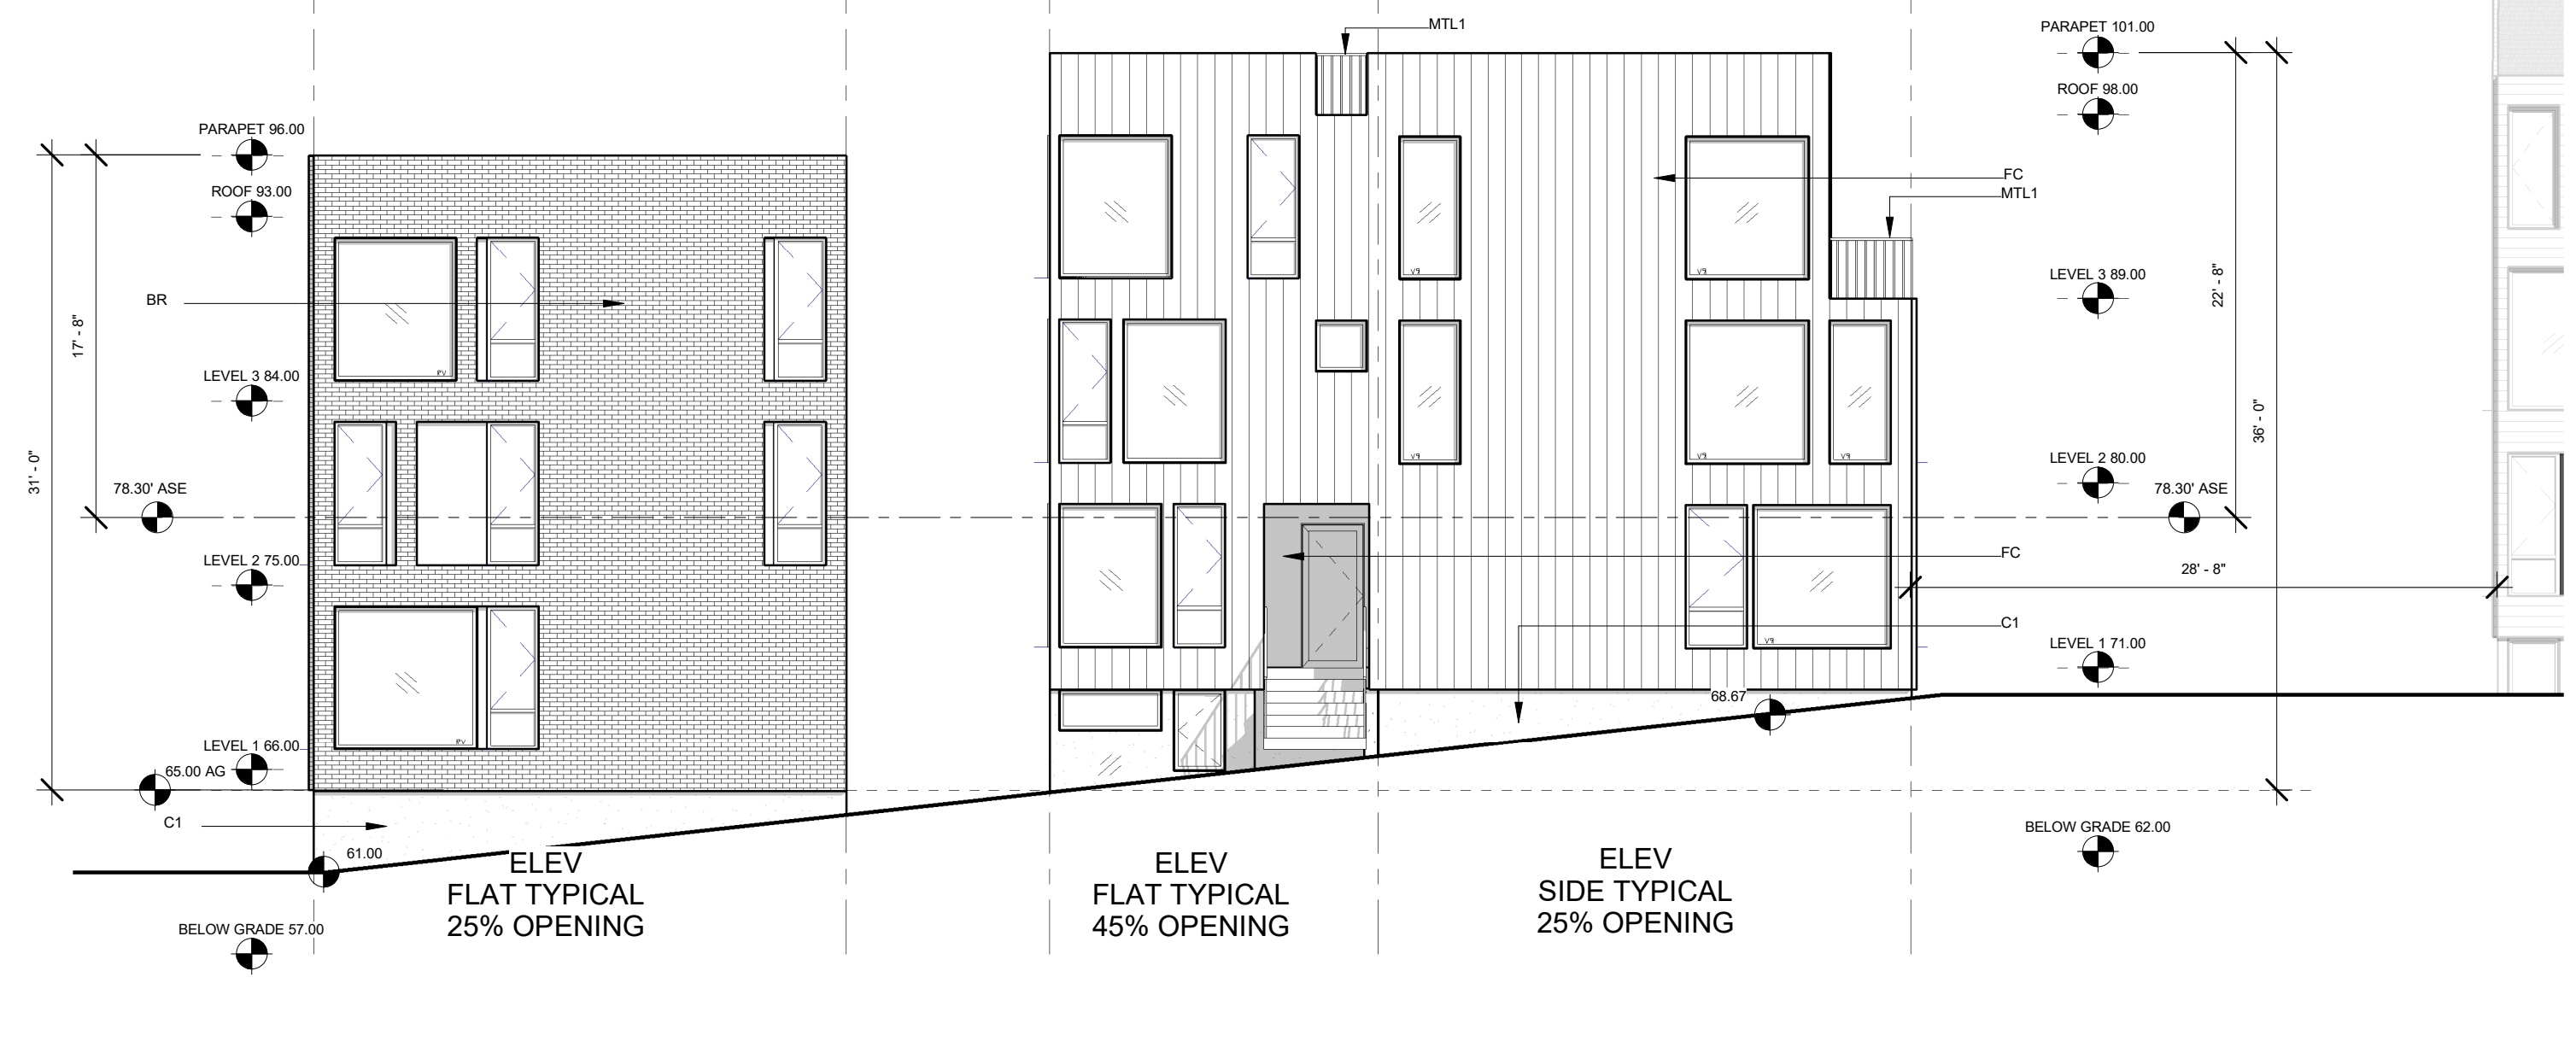 MTL1
PARAPET 101.00
ROOF 98.00
PARAPET 96.00
FC
ROOF 93.00
MTL1
LEVEL 3 89.00
22' - 8"
BR
17' - 8"
LEVEL 3 84.00
36' - 0"
31' - 0"
LEVEL 2 80.00
78.30' ASE
78.30' ASE
FC
LEVEL 2 75.00
28' - 8"
C1
LEVEL 1 71.00
68.67
LEVEL 1 66.00
65.00 AG
C1
BELOW GRADE 62.00
61.00
ELEV
FLAT TYPICAL
25% OPENING
ELEV
FLAT TYPICAL
45% OPENING
ELEV
SIDE TYPICAL
25% OPENING
BELOW GRADE 57.00